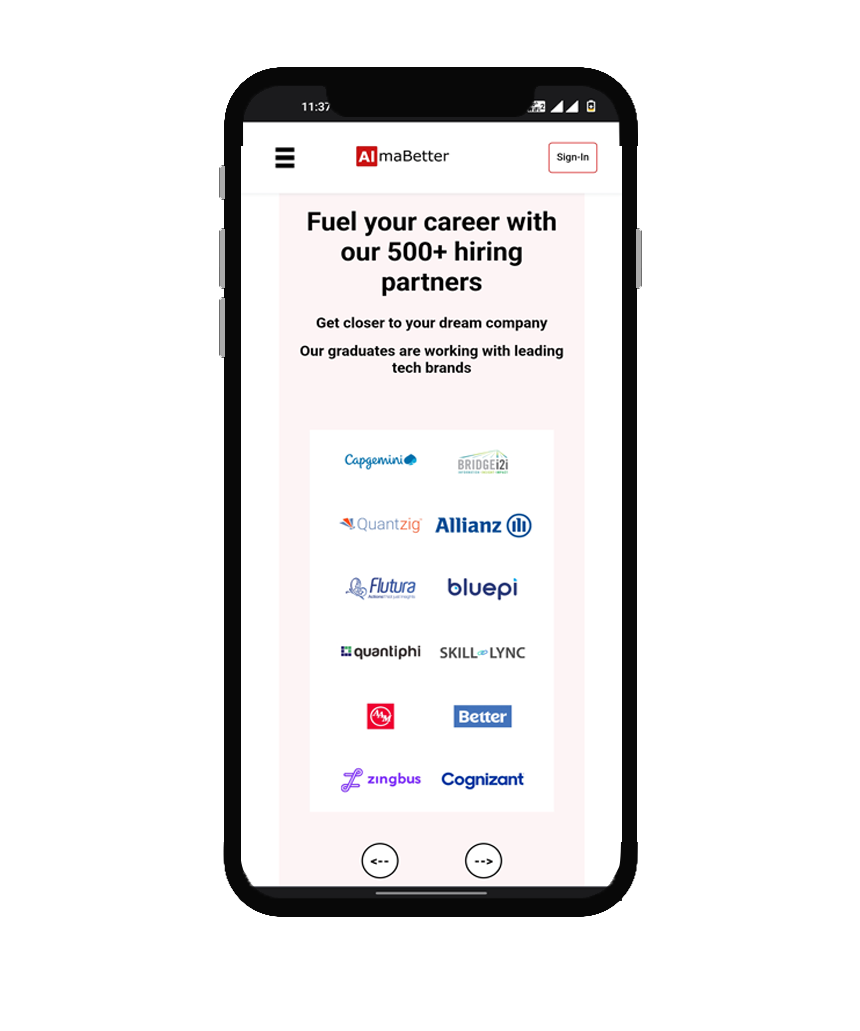 11:37
AlmaBetter
Sign-In
Fuel your career with
our 500+ hiring
partners
Get closer to your dream company
Our graduates are working with leading
tech brands
Capgemini
BRIDGEi2i
Quantzig
Allianz
Flutura
bluepi
quantiphi
SKILL LYNC
Better
zingbus
Cognizant
<--
-->